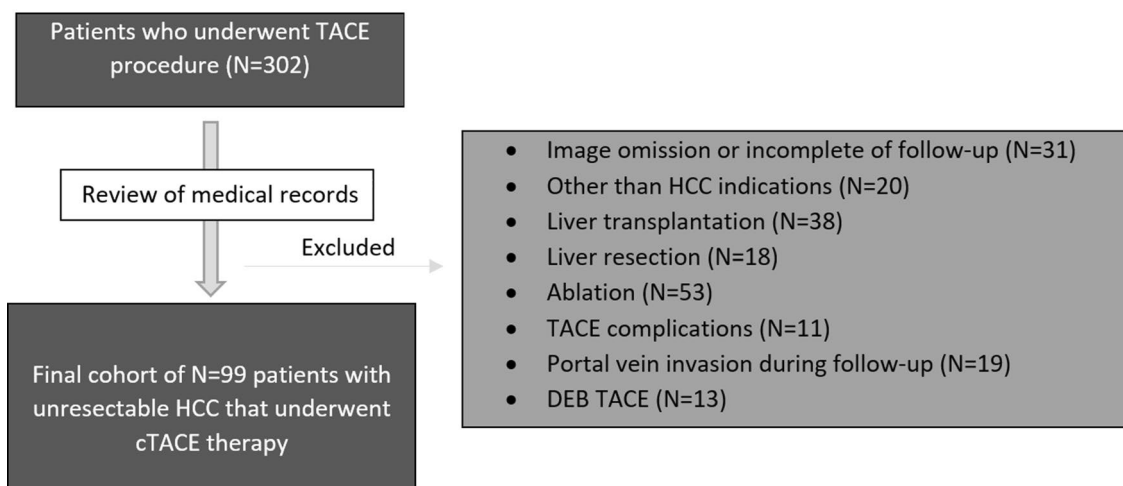 Patients who underwent TACE
procedure (N=302)
Review of medical records
Excluded
• Image omission or incomplete of follow-up (N=31)
• Other than HCC indications (N=20)
• Liver transplantation (N=38)
• Liver resection (N=18)
• Ablation (N=53)
• TACE complications (N=11)
• Portal vein invasion during follow-up (N=19)
• DEB TACE (N=13)
Final cohort of N=99 patients with
unresectable HCC that underwent
cTACE therapy